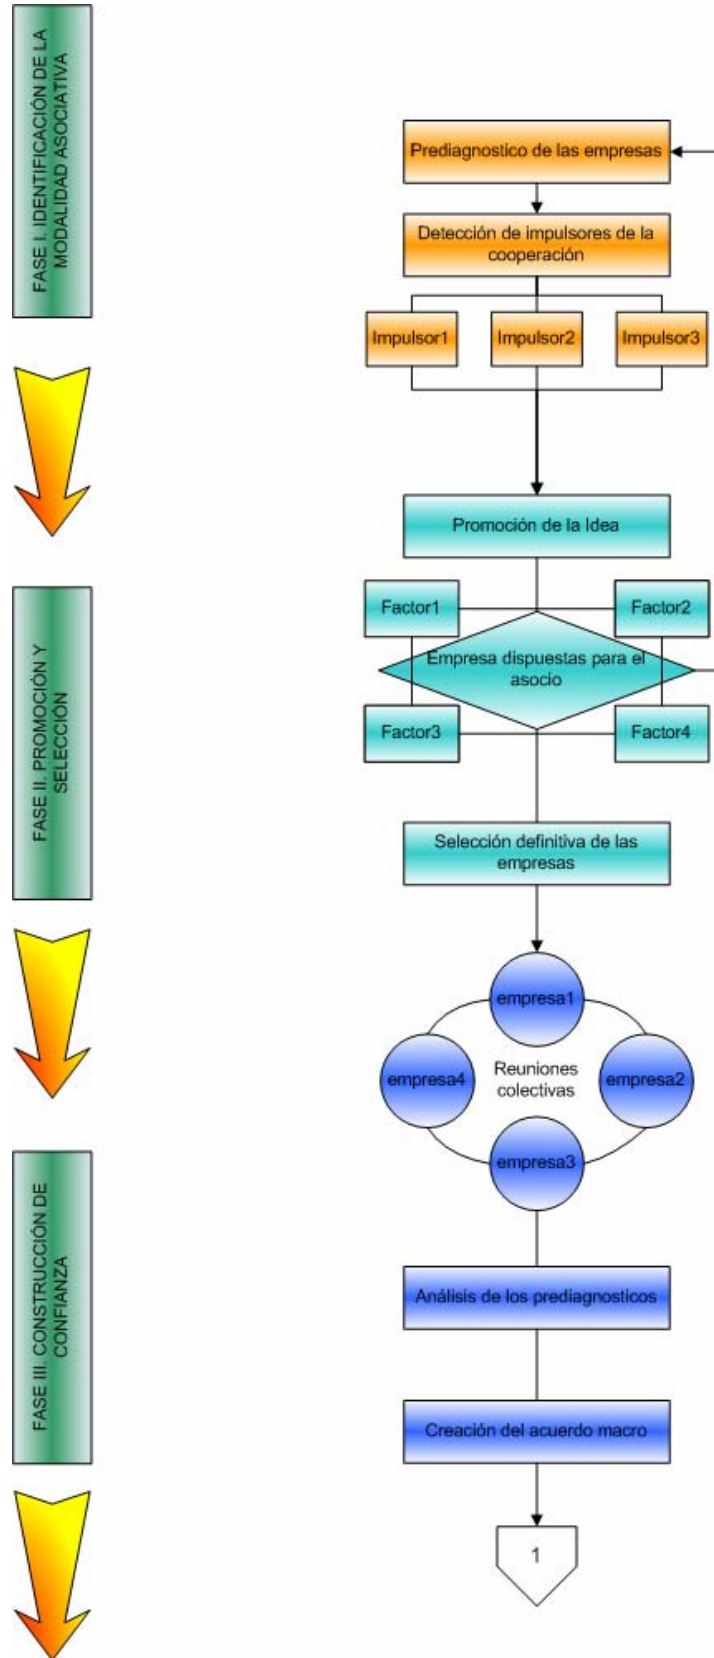 FASE I. IDENTIFICACIÓN DE LA
MODALIDAD ASOCIATIVA
Prediagnostico de las empresas
Detección de impulsores de la
cooperación
Impulsor1
Impulsor2
Impulsor3
Promoción de la Idea
FASE II. PROMOCIÓN Y
SELECCIÓN
Factor1
Factor2
Empresa dispuestas para el
asocio
Factor3
Factor4
Selección definitiva de las
empresas
empresa1
empresa4
Reuniones
colectivas
empresa2
empresa3
FASE III. CONSTRUCCIÓN DE
CONFIANZA
Análisis de los prediagnosticos
Creación del acuerdo macro
1